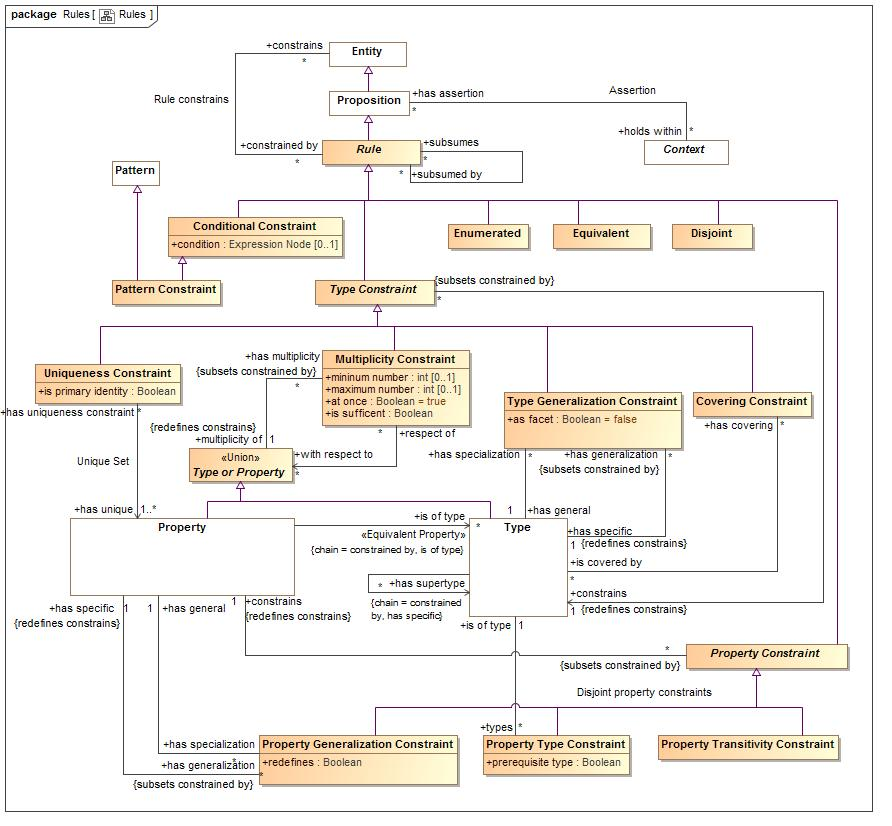 package Rules [ Rules ]
+constrains
*
Entity
Rule constrains
Proposition
+has assertion
*
Assertion
+holds within *
Context
+constrained by
*
Rule
+subsumes
*
* +subsumed by
Pattern
Conditional Constraint
+condition : Expression Node [0..1]
Enumerated
Equivalent
Disjoint
Pattern Constraint
Type Constraint
{subsets constrained by}
*
Uniqueness Constraint
+is primary identity : Boolean
+has uniqueness constraint *
+has multiplicity
{subsets constrained by}
*
Multiplicity Constraint
+minimum number : int [0..1]
+maximum number : int [0..1]
+at once : Boolean = true
+is sufficent : Boolean
Type Generalization Constraint
+as facet : Boolean = false
Covering Constraint
+has covering *
{redefines constrains}
+multiplicity of 1
* +respect of
+with respect to
*
«Union»
Type or Property
Unique Set
+has specialization *
+has generalization *
{subsets constrained by}
+has unique 1..*
Property
+is of type
*
«Equivalent Property»
{chain = constrained by, is of type}
1 +has general
Type
+has specific
1 {redefines constrains}
+is covered by
*
* +has supertype
{chain = constrained
by, has specific}
+constrains
1 {redefines constrains}
+has specific
{redefines constrains}
1
1 +has general
1 +constrains
{redefines constrains}
+is of type 1
*
{subsets constrained by}
Property Constraint
Disjoint property constraints
+types *
+has specialization
*
+has generalization
*
{subsets constrained by}
Property Generalization Constraint
+redefines : Boolean
Property Type Constraint
+prerequisite type : Boolean
Property Transitivity Constraint